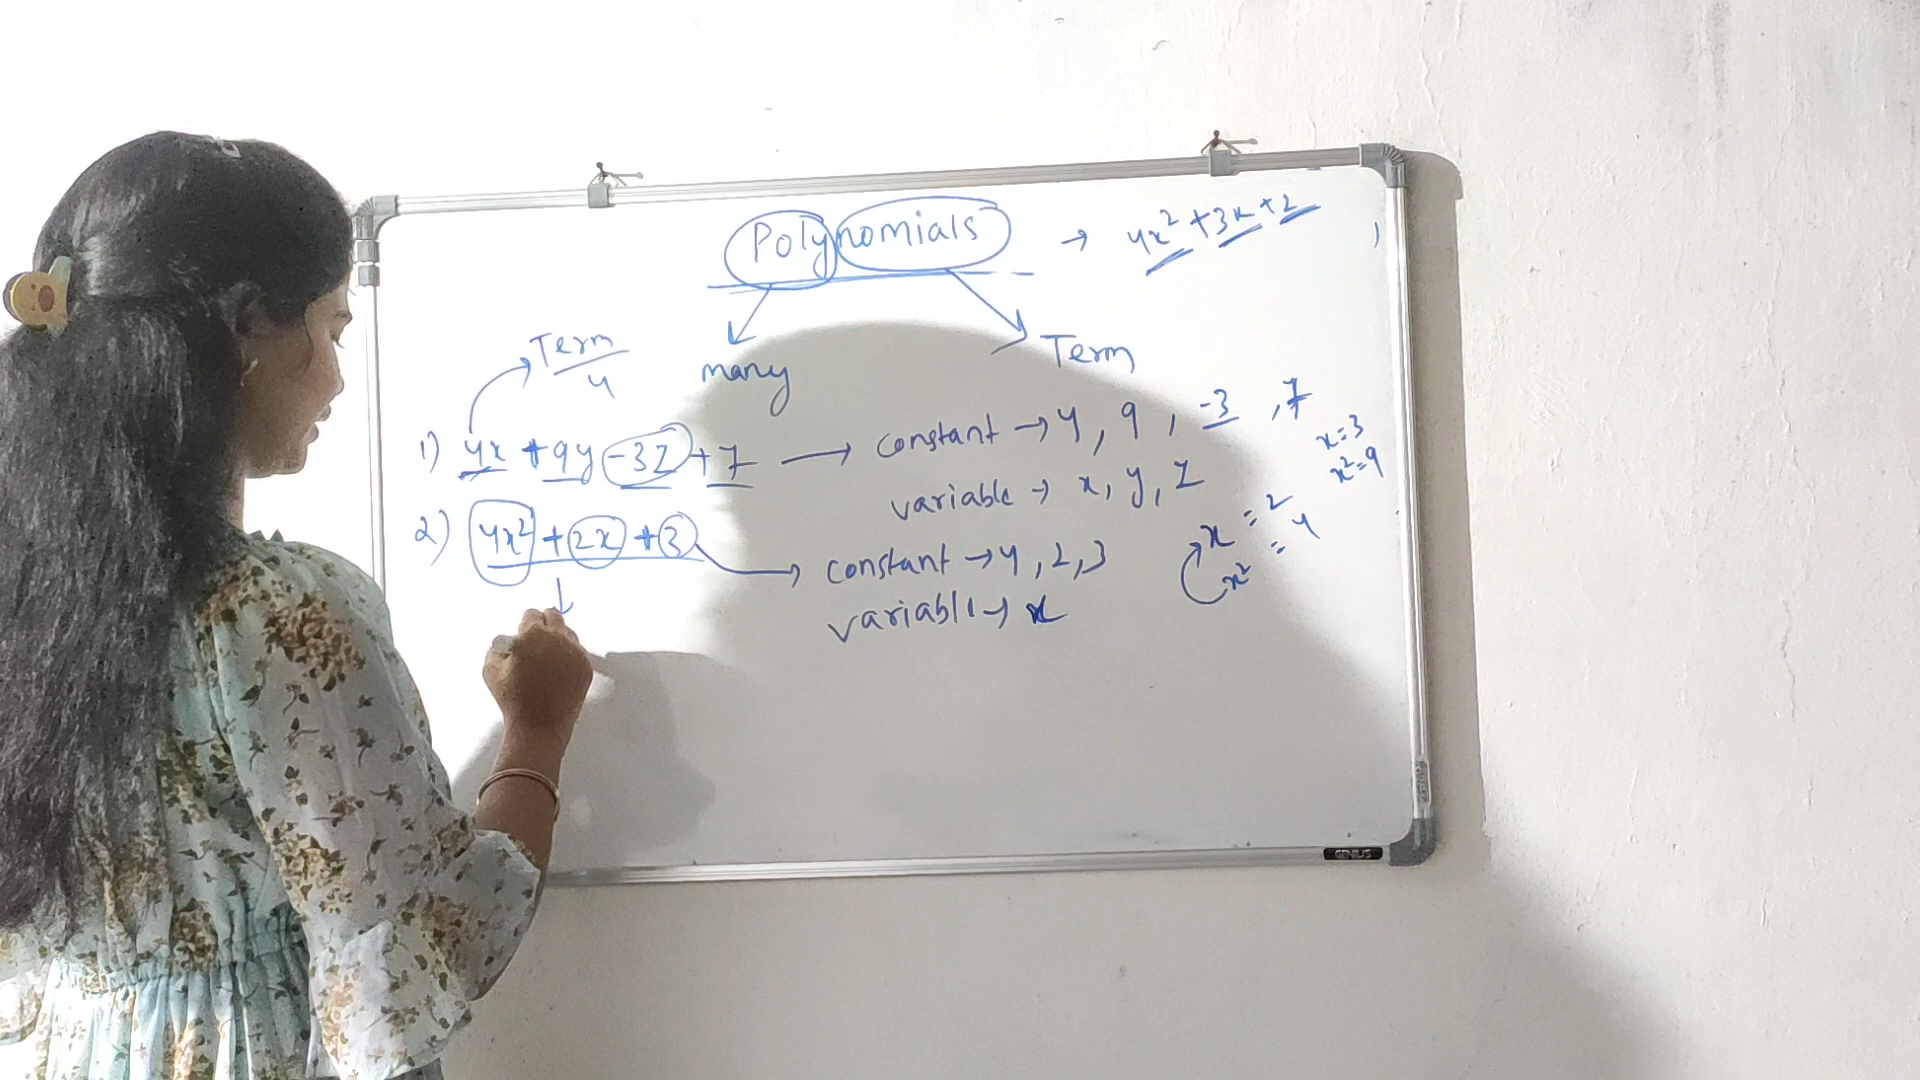 Polynomials → 4x² + 3x + 2
Term
4
many
Term
1) 4x + 9y - 3z + 7 → constant → 4, 9, -3, 7
variable → x, y, z
x = 3
x² = 9
2) 4x² + 2x + 3 → constant → 4, 2, 3
variable → x
x = 2
x² = 4
GENIUS